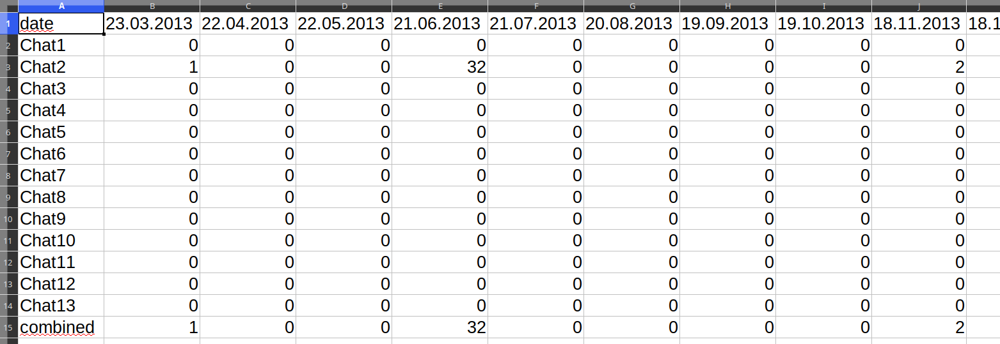 A B C D E F G H I J
1 date 23.03.2013 22.04.2013 22.05.2013 21.06.2013 21.07.2013 20.08.2013 19.09.2013 19.10.2013 18.11.2013 18.1
2 Chat1 0 0 0 0 0 0 0 0 0
3 Chat2 1 0 0 32 0 0 0 0 2
4 Chat3 0 0 0 0 0 0 0 0 0
5 Chat4 0 0 0 0 0 0 0 0 0
6 Chat5 0 0 0 0 0 0 0 0 0
7 Chat6 0 0 0 0 0 0 0 0 0
8 Chat7 0 0 0 0 0 0 0 0 0
9 Chat8 0 0 0 0 0 0 0 0 0
10 Chat9 0 0 0 0 0 0 0 0 0
11 Chat10 0 0 0 0 0 0 0 0 0
12 Chat11 0 0 0 0 0 0 0 0 0
13 Chat12 0 0 0 0 0 0 0 0 0
14 Chat13 0 0 0 0 0 0 0 0 0
15 combined 1 0 0 32 0 0 0 0 2